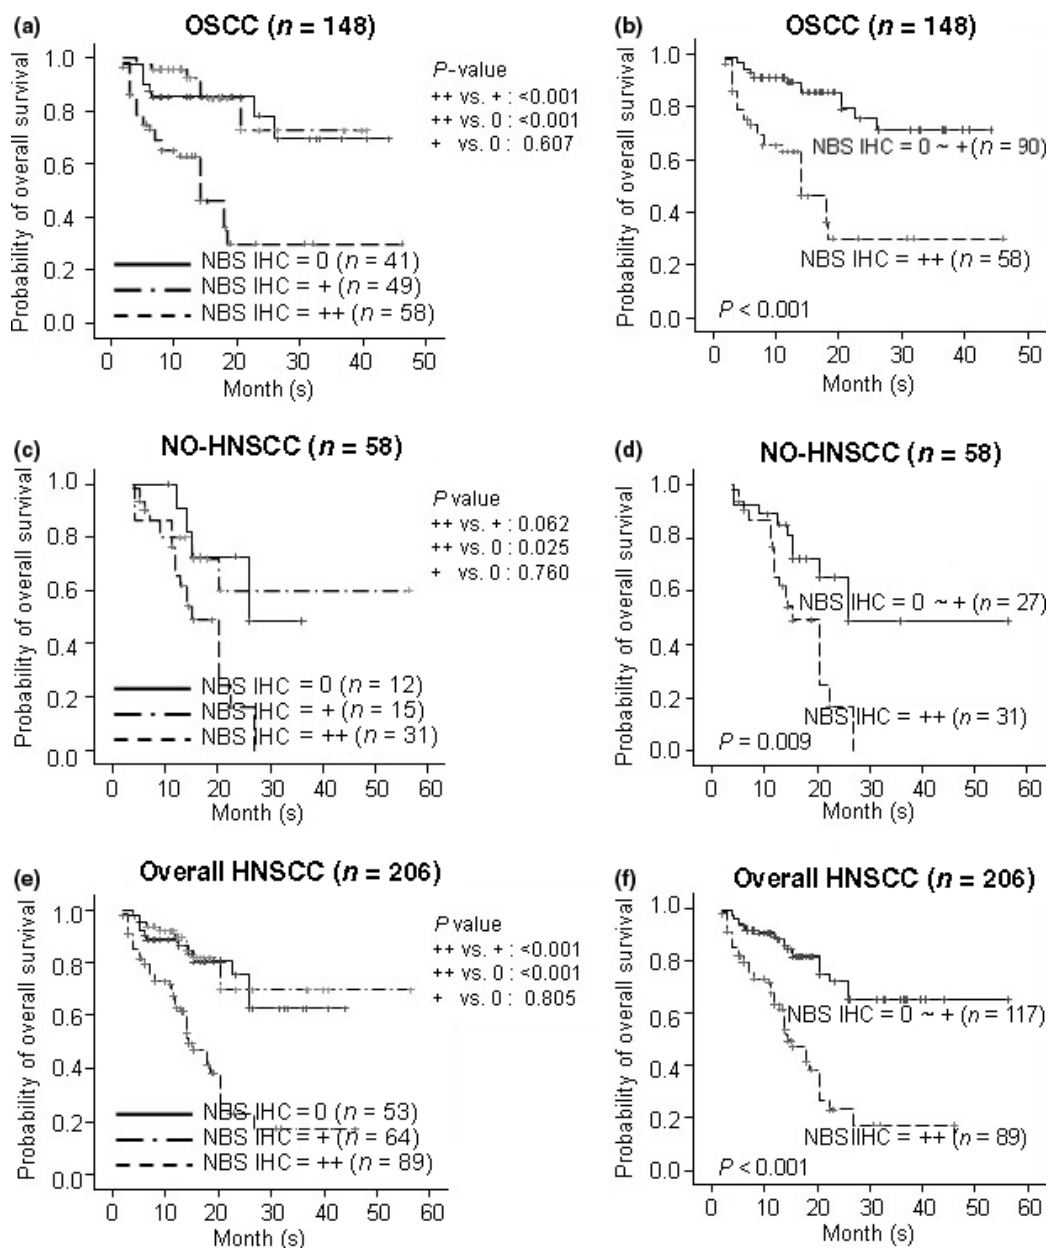 (a) OSCC (n = 148)
Probability of overall survival
1.0
0.8
0.6
0.4
0.2
0.0
P-value
++ vs. + : <0.001
++ vs. 0 : <0.001
+ vs. 0 : 0.607
NBS IHC = 0 (n = 41)
NBS IHC = + (n = 49)
NBS IHC = ++ (n = 58)
0 10 20 30 40 50
Month (s)
(b) OSCC (n = 148)
Probability of overall survival
1.0
0.8
0.6
0.4
0.2
0.0
NBS IHC = 0 ~ + (n = 90)
NBS IHC = ++ (n = 58)
P < 0.001
0 10 20 30 40 50
Month (s)
(c) NO-HNSCC (n = 58)
Probability of overall survival
1.0
0.8
0.6
0.4
0.2
0.0
P value
++ vs. + : 0.062
++ vs. 0 : 0.025
+ vs. 0 : 0.760
NBS IHC = 0 (n = 12)
NBS IHC = + (n = 15)
NBS IHC = ++ (n = 31)
0 10 20 30 40 50 60
Month (s)
(d) NO-HNSCC (n = 58)
Probability of overall survival
1.0
0.8
0.6
0.4
0.2
0.0
NBS IHC = 0 ~ + (n = 27)
NBS IHC = ++ (n = 31)
P = 0.009
0 10 20 30 40 50 60
Month (s)
(e) Overall HNSCC (n = 206)
Probability of overall survival
1.0
0.8
0.6
0.4
0.2
0.0
P value
++ vs. + : <0.001
++ vs. 0 : <0.001
+ vs. 0 : 0.805
NBS IHC = 0 (n = 53)
NBS IHC = + (n = 64)
NBS IHC = ++ (n = 89)
0 10 20 30 40 50 60
Month (s)
(f) Overall HNSCC (n = 206)
Probability of overall survival
1.0
0.8
0.6
0.4
0.2
0.0
NBS IHC = 0 ~ + (n = 117)
NBS IHC = ++ (n = 89)
P < 0.001
0 10 20 30 40 50 60
Month (s)